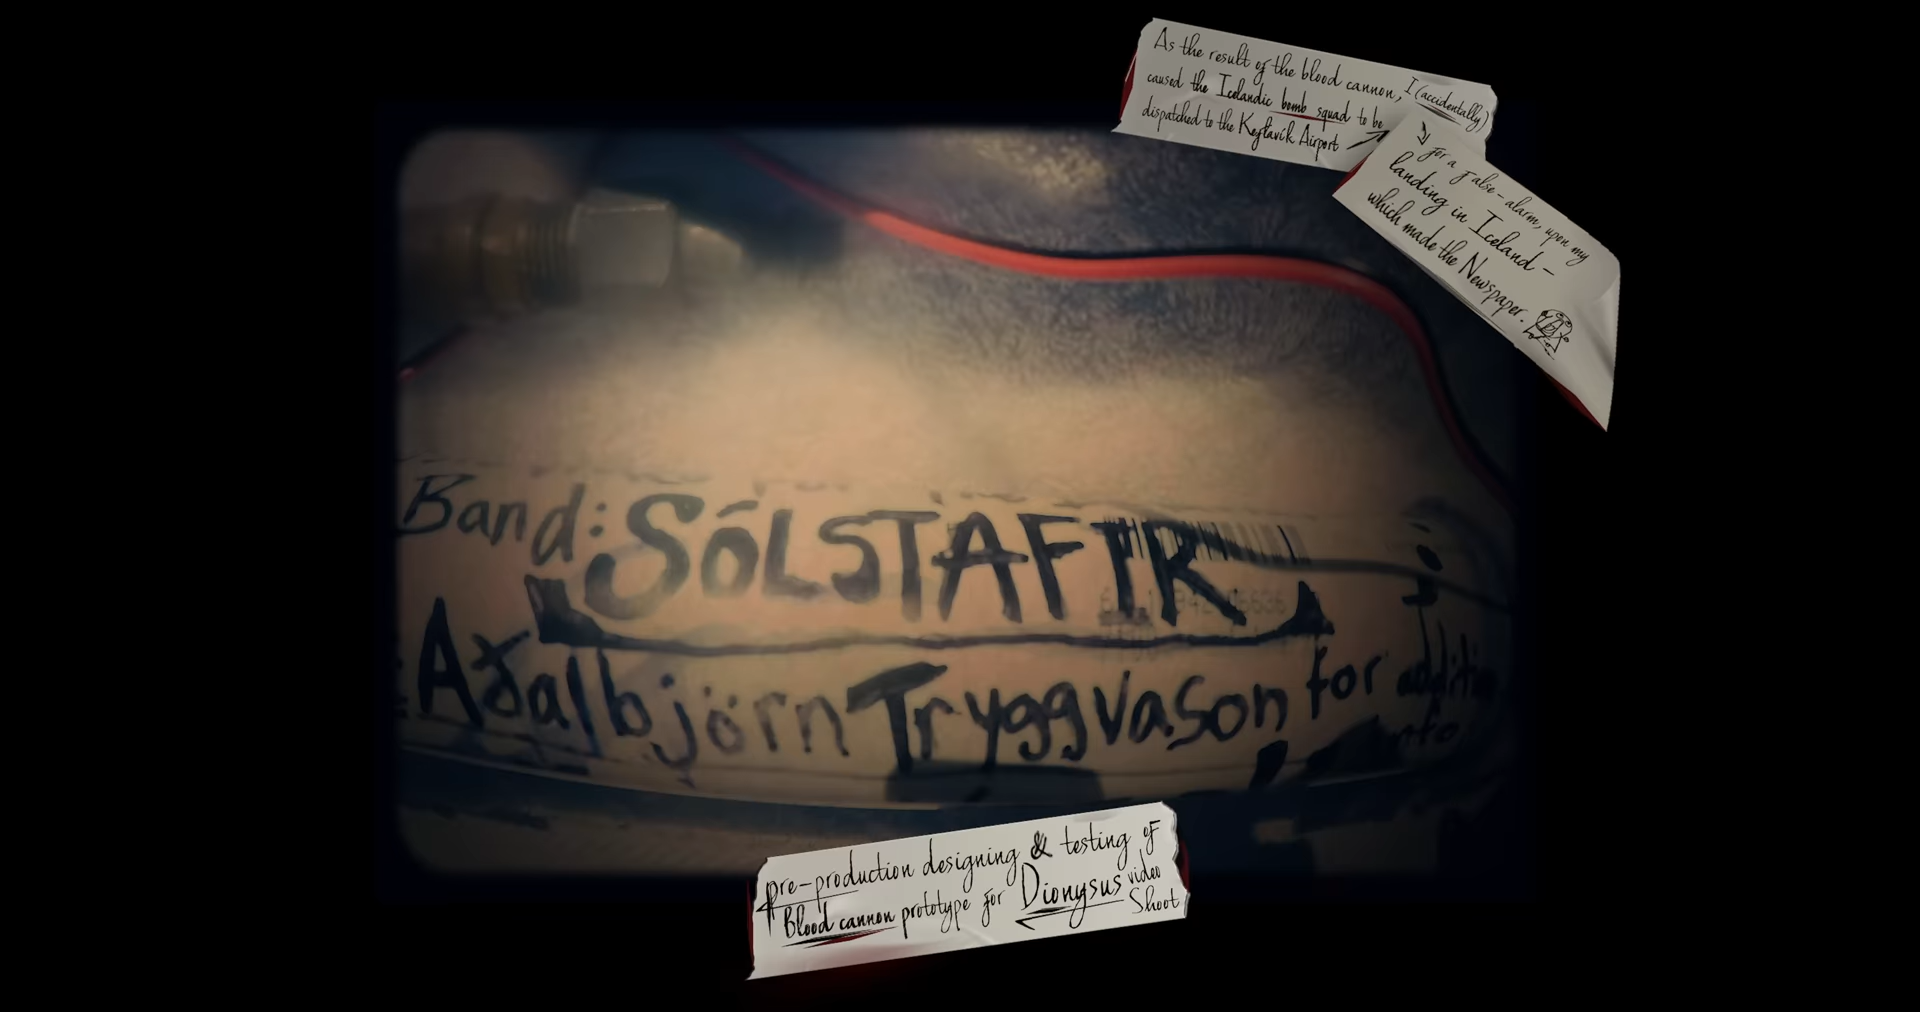 As the result of the blood cannon, I (accidentally)
caused the Icelandic bomb squad to be
dispatched to the Keflavík Airport
for a false-alarm, upon my
landing in Iceland -
which made the Newspaper.
Band: SóLSTAFIR
Aðalbjörn Tryggvason for
info
pre-production designing & testing of
Blood cannon prototype for Dionysus video
Shoot